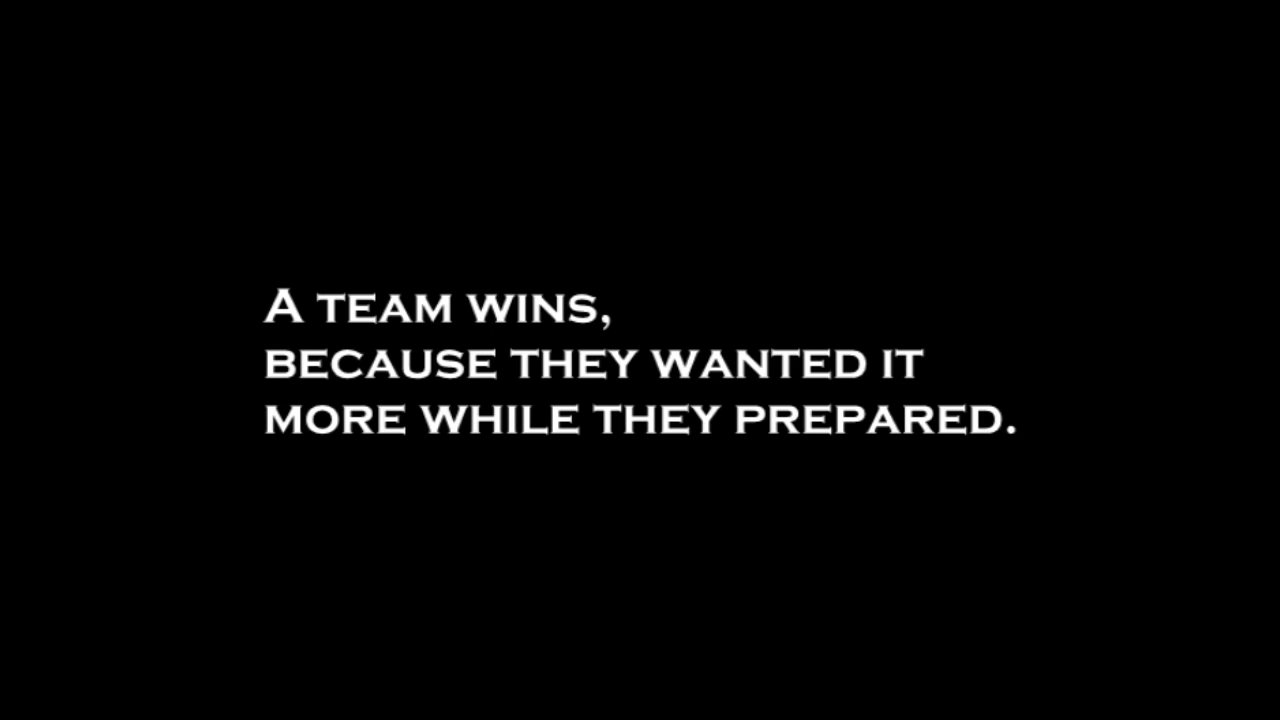 A TEAM WINS,
BECAUSE THEY WANTED IT
MORE WHILE THEY PREPARED.